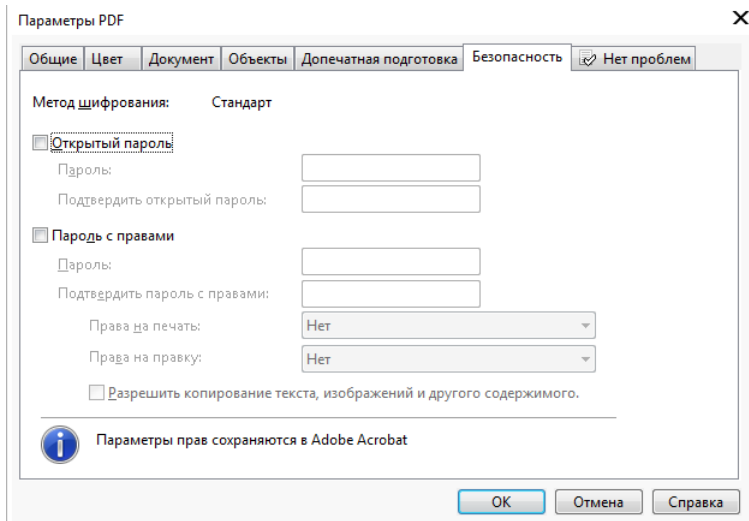 Параметры PDF
Общие Цвет Документ Объекты Допечатная подготовка Безопасность Нет проблем
Метод шифрования: Стандарт
Открытый пароль
Пароль:
Подтвердить открытый пароль:
Пароль с правами
Пароль:
Подтвердить пароль с правами:
Права на печать: Нет
Права на правку: Нет
Разрешить копирование текста, изображений и другого содержимого.
Параметры прав сохраняются в Adobe Acrobat
ОК Отмена Справка